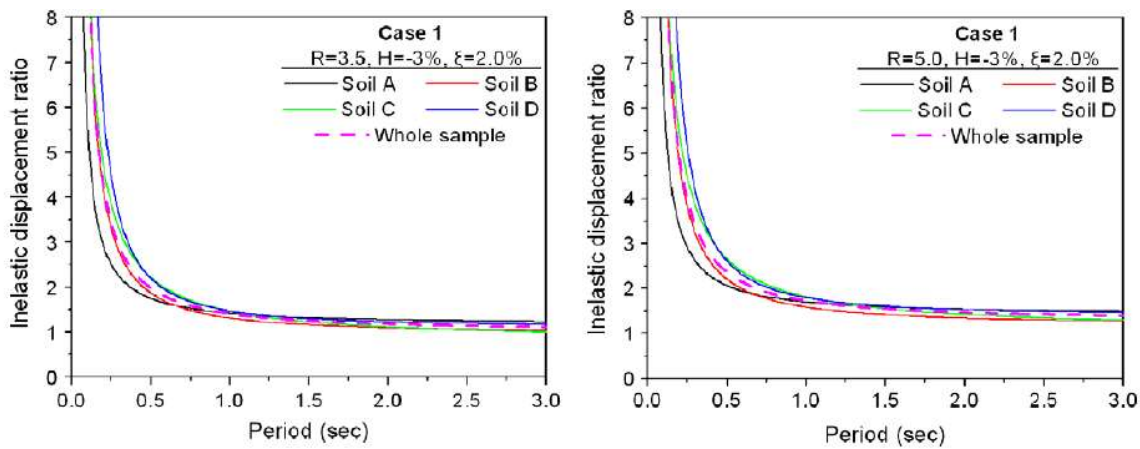 Case 1
R=3.5, H=-3%, ξ=2.0%
Soil A
Soil B
Soil C
Soil D
Whole sample
Inelastic displacement ratio
8
7
6
5
4
3
2
1
0
0.0 0.5 1.0 1.5 2.0 2.5 3.0
Period (sec)
Case 1
R=5.0, H=-3%, ξ=2.0%
Soil A
Soil B
Soil C
Soil D
Whole sample
Inelastic displacement ratio
8
7
6
5
4
3
2
1
0
0.0 0.5 1.0 1.5 2.0 2.5 3.0
Period (sec)